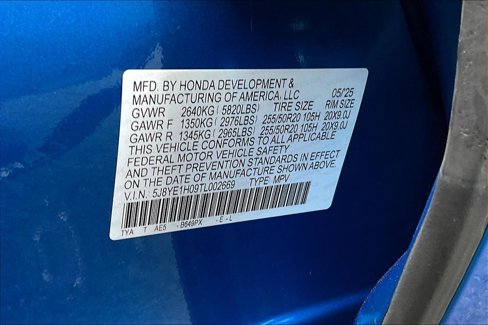 MFD. BY HONDA DEVELOPMENT &
MANUFACTURING OF AMERICA, LLC 05/'25
GVWR 2640KG ( 5820LBS) TIRE SIZE RIM SIZE
GAWR F 1350KG ( 2976LBS) 255/50R20 105H 20X9.0J
GAWR R 1345KG ( 2965LBS) 255/50R20 105H 20X9.0J
THIS VEHICLE CONFORMS TO ALL APPLICABLE
FEDERAL MOTOR VEHICLE SAFETY
AND THEFT PREVENTION STANDARDS IN EFFECT
ON THE DATE OF MANUFACTURE SHOWN ABOVE.
V.I.N. 5J8YE1H09TL002669 TYPE: MPV
TYA T AE5 B649PX E - L